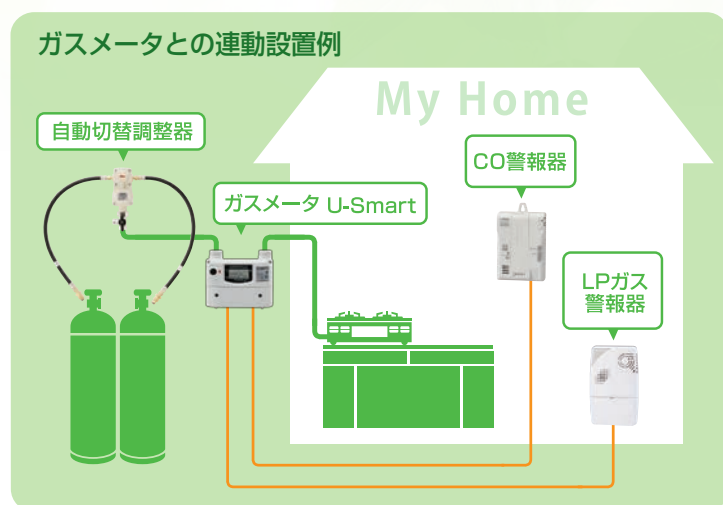 ガスメータとの連動設置例
My Home
自動切替調整器
CO警報器
ガスメータ U-Smart
LPガス
警報器